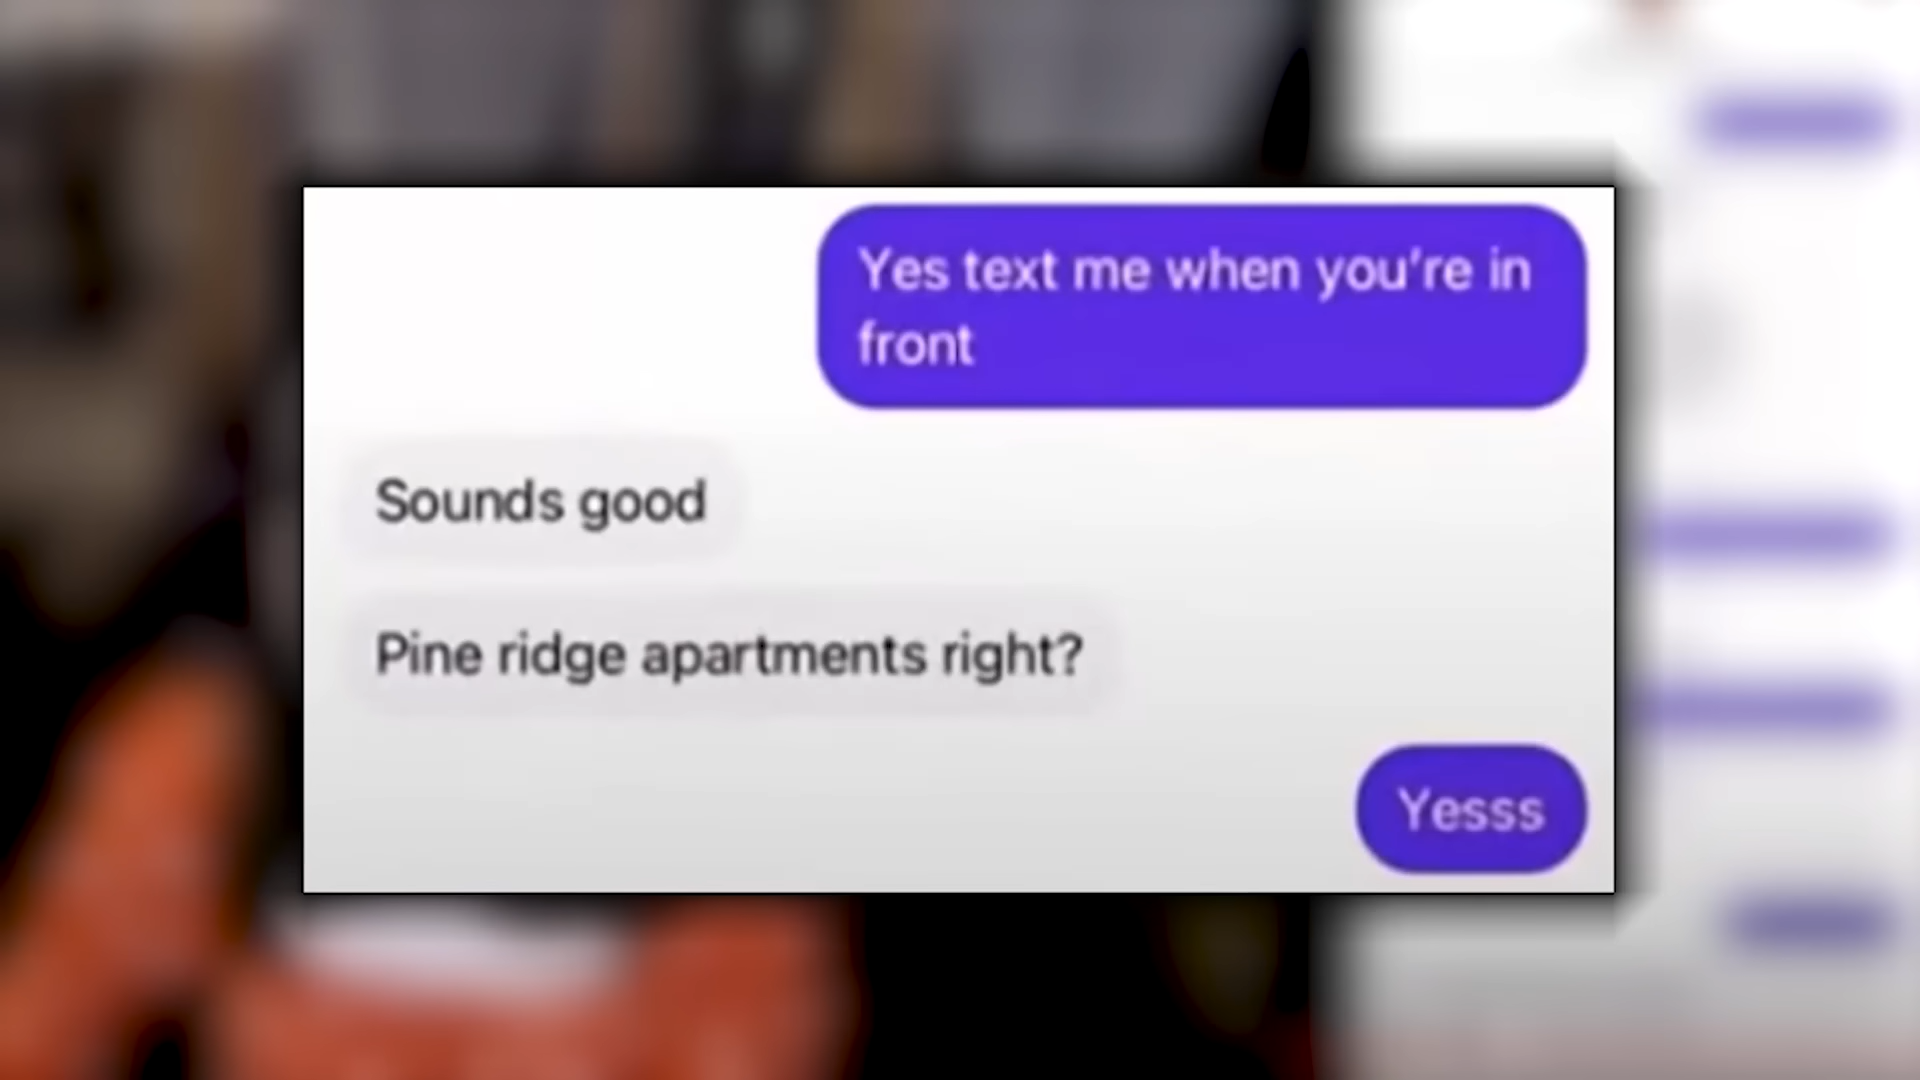 Yes text me when you're in
front
Sounds good
Pine ridge apartments right?
Yesss